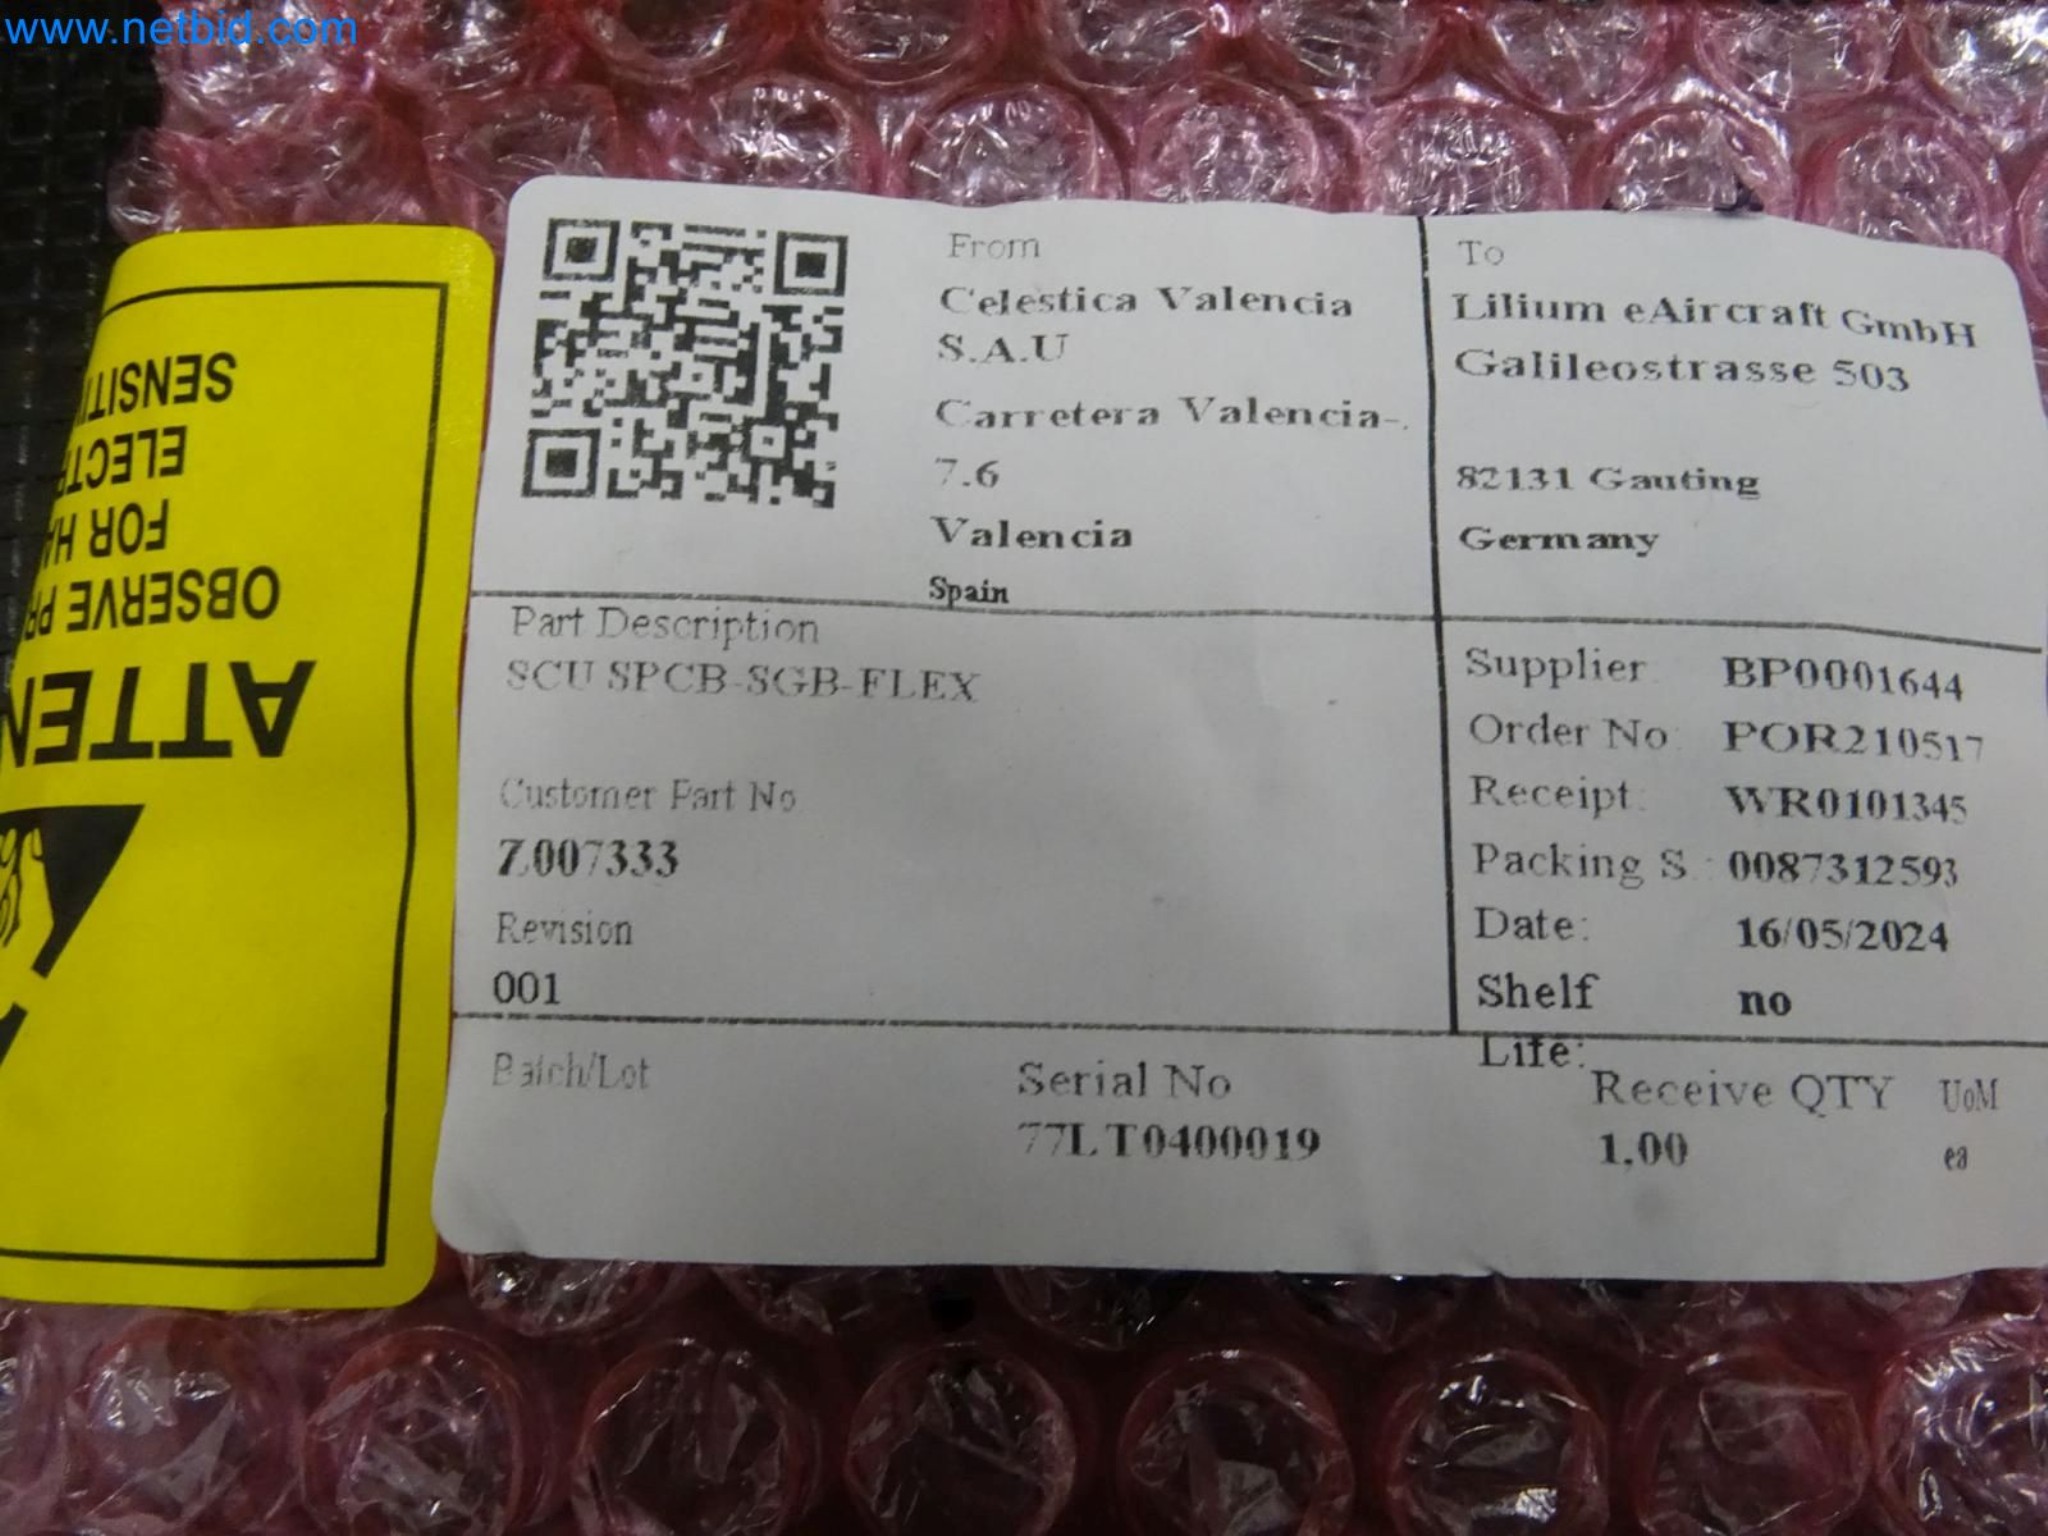 www.netbid.com
From
Celestica Valencia
S.A.U
Carretera Valencia-.
7.6
Valencia
Spain
To
Lilium eAircraft GmbH
Galileostrasse 503
82131 Gauting
Germany
Part Description
SCU SPCB-SGB-FLEX
Customer Part No
Z007333
Revision
001
Supplier BP0001644
Order No: POR210517
Receipt: WR0101345
Packing S : 0087312593
Date: 16/05/2024
Shelf no
Life:
Batch/Lot
Serial No
77LT0400019
Receive QTY
1.00
UoM
ea
ATTEN
OBSERVE PR
FOR HA
ELECTR
SENSITI